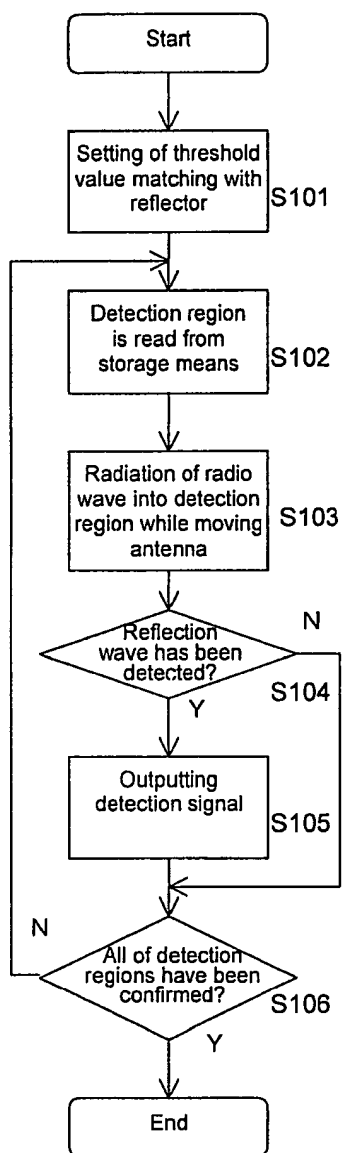 Start
Setting of threshold
value matching with
reflector
S101
Detection region
is read from
storage means
S102
Radiation of radio
wave into detection
region while moving
antenna
S103
Reflection
wave has been
detected?
N
S104
Y
Outputting
detection signal
S105
N
All of detection
regions have been
confirmed?
S106
Y
End